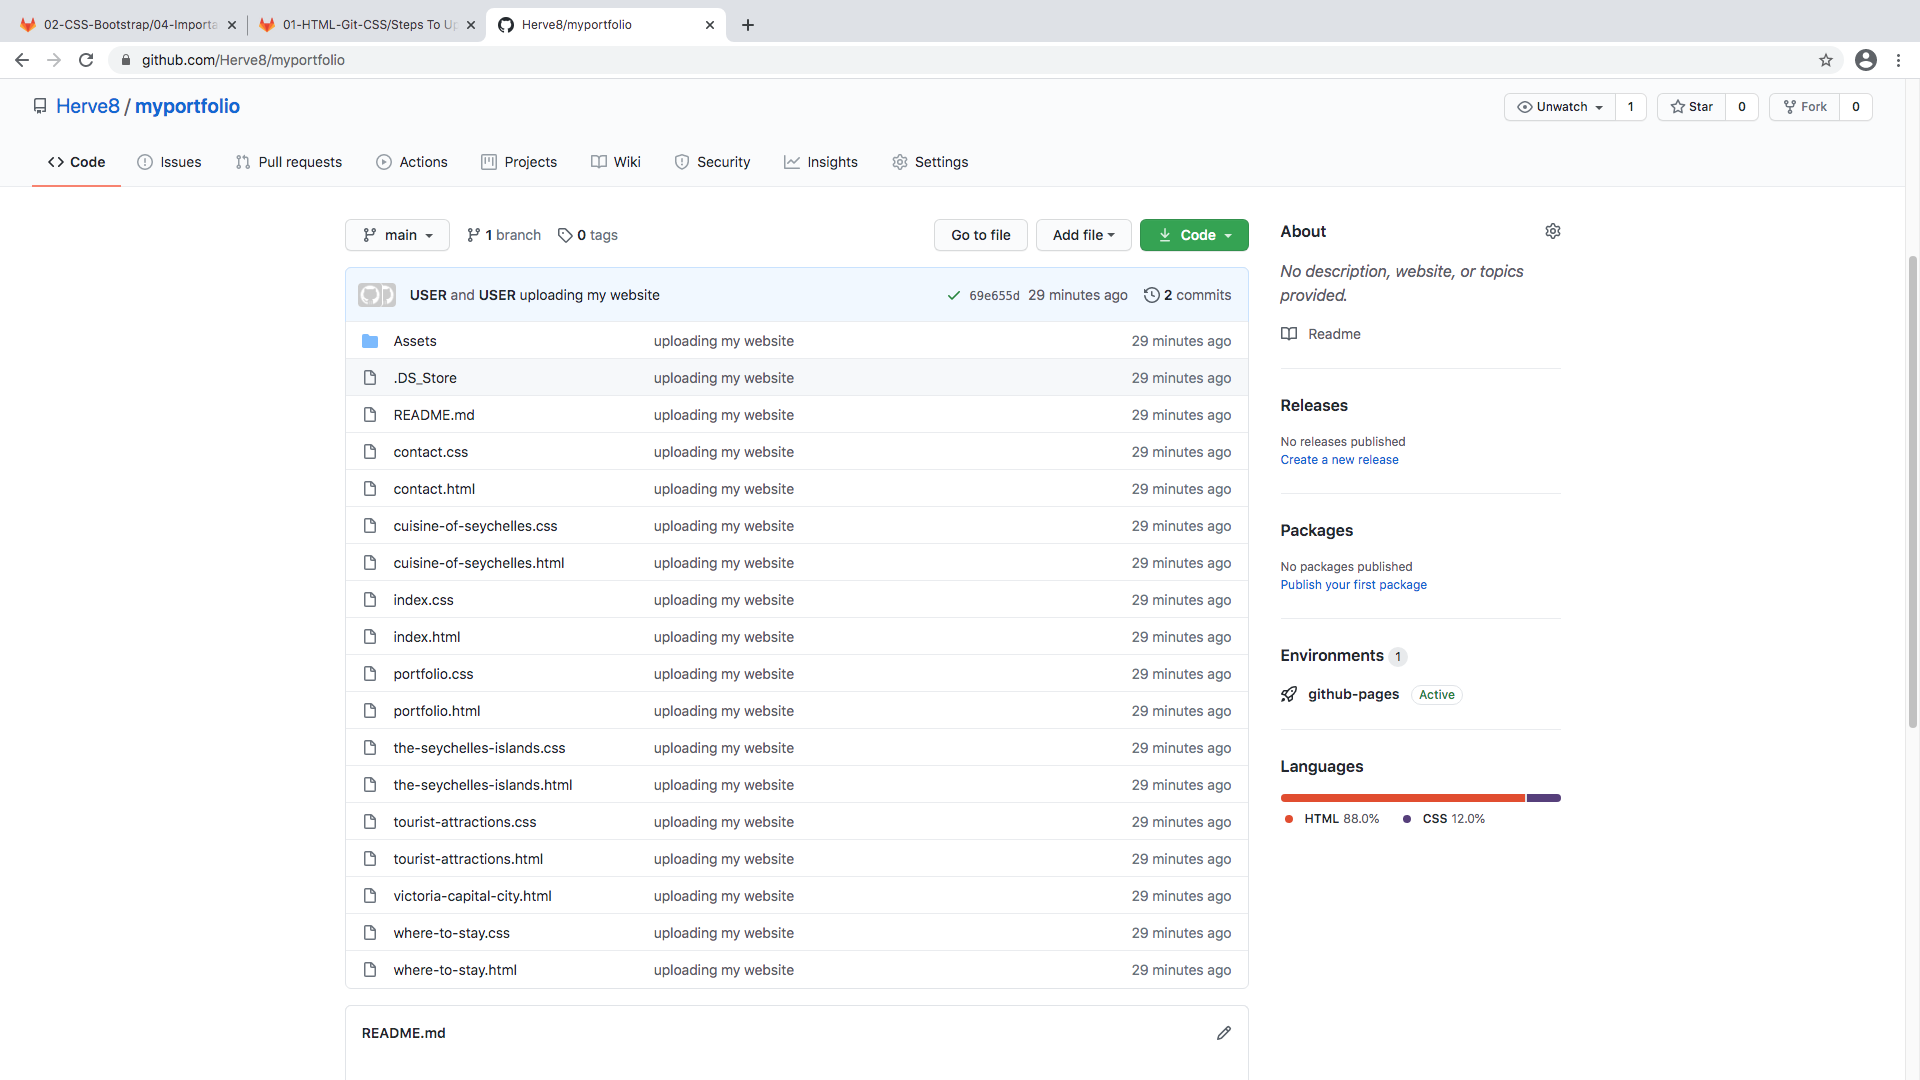 02-CSS-Bootstrap/04-Importa
01-HTML-Git-CSS/Steps To Up
Herve8/myportfolio
github.com/Herve8/myportfolio
Herve8 / myportfolio
Unwatch 1
Star 0
Fork 0
Code
Issues
Pull requests
Actions
Projects
Wiki
Security
Insights
Settings
main
1 branch
0 tags
Go to file
Add file
Code
USER and USER uploading my website 69e655d 29 minutes ago 2 commits
Assets uploading my website 29 minutes ago
.DS_Store uploading my website 29 minutes ago
README.md uploading my website 29 minutes ago
contact.css uploading my website 29 minutes ago
contact.html uploading my website 29 minutes ago
cuisine-of-seychelles.css uploading my website 29 minutes ago
cuisine-of-seychelles.html uploading my website 29 minutes ago
index.css uploading my website 29 minutes ago
index.html uploading my website 29 minutes ago
portfolio.css uploading my website 29 minutes ago
portfolio.html uploading my website 29 minutes ago
the-seychelles-islands.css uploading my website 29 minutes ago
the-seychelles-islands.html uploading my website 29 minutes ago
tourist-attractions.css uploading my website 29 minutes ago
tourist-attractions.html uploading my website 29 minutes ago
victoria-capital-city.html uploading my website 29 minutes ago
where-to-stay.css uploading my website 29 minutes ago
where-to-stay.html uploading my website 29 minutes ago
README.md
About
No description, website, or topics
provided.
Readme
Releases
No releases published
Create a new release
Packages
No packages published
Publish your first package
Environments 1
github-pages Active
Languages
HTML 88.0% CSS 12.0%